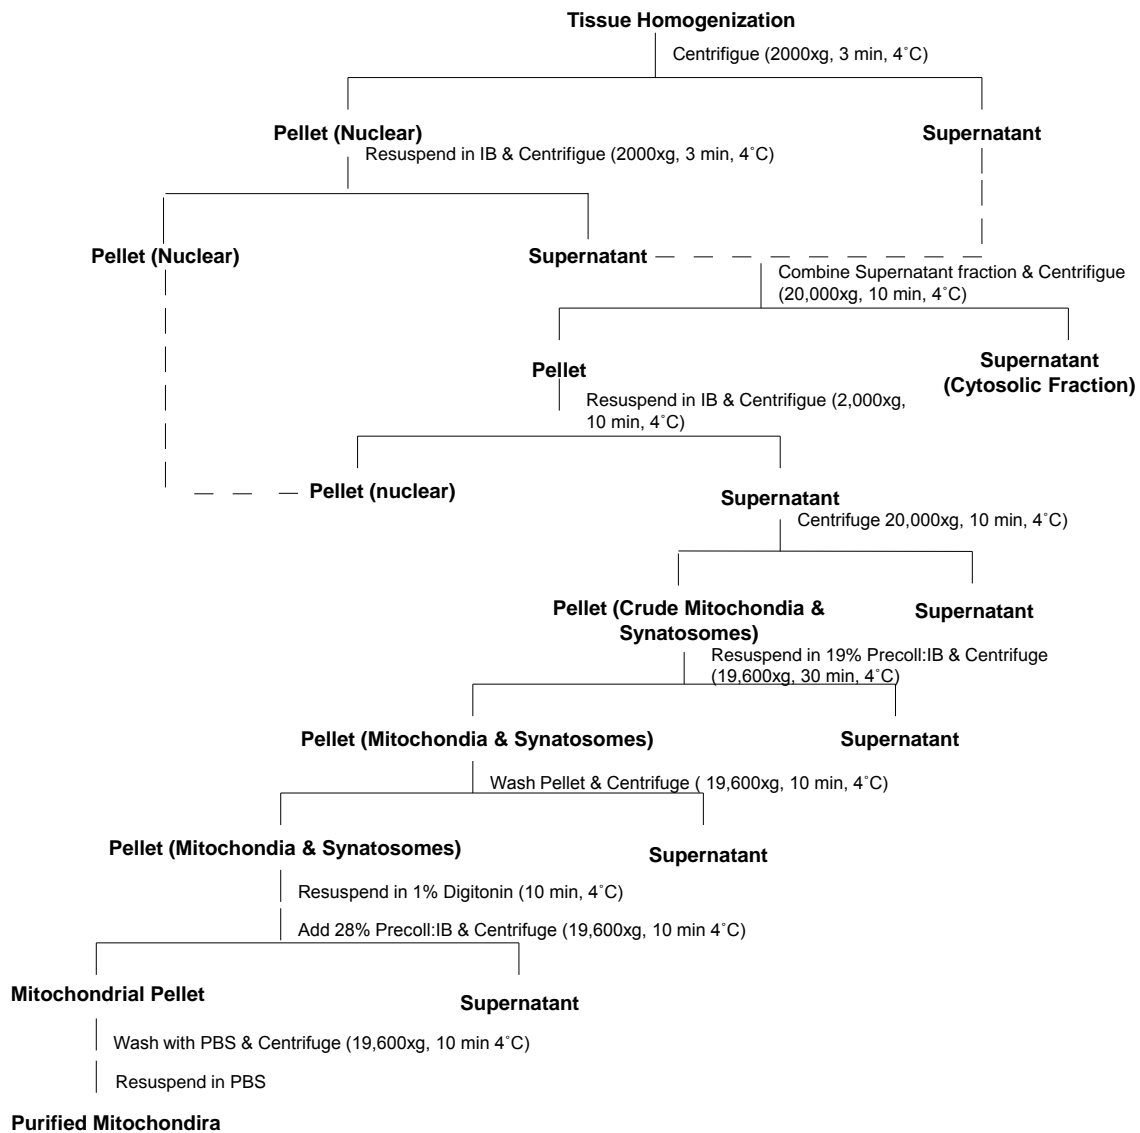 Tissue Homogenization
Centrifigue (2000xg, 3 min, 4˚C)
Pellet (Nuclear)
Supernatant
Resuspend in IB & Centrifigue (2000xg, 3 min, 4˚C)
Pellet (Nuclear)
Supernatant
Combine Supernatant fraction & Centrifigue
(20,000xg, 10 min, 4˚C)
Pellet
Supernatant
(Cytosolic Fraction)
Resuspend in IB & Centrifigue (2,000xg,
10 min, 4˚C)
Pellet (nuclear)
Supernatant
Centrifuge 20,000xg, 10 min, 4˚C)
Pellet (Crude Mitochondia &
Synatosomes)
Supernatant
Resuspend in 19% Precoll:IB & Centrifuge
(19,600xg, 30 min, 4˚C)
Pellet (Mitochondia & Synatosomes)
Supernatant
Wash Pellet & Centrifuge ( 19,600xg, 10 min, 4˚C)
Pellet (Mitochondia & Synatosomes)
Supernatant
Resuspend in 1% Digitonin (10 min, 4˚C)
Add 28% Precoll:IB & Centrifuge (19,600xg, 10 min 4˚C)
Mitochondrial Pellet
Supernatant
Wash with PBS & Centrifuge (19,600xg, 10 min 4˚C)
Resuspend in PBS
Purified Mitochondira